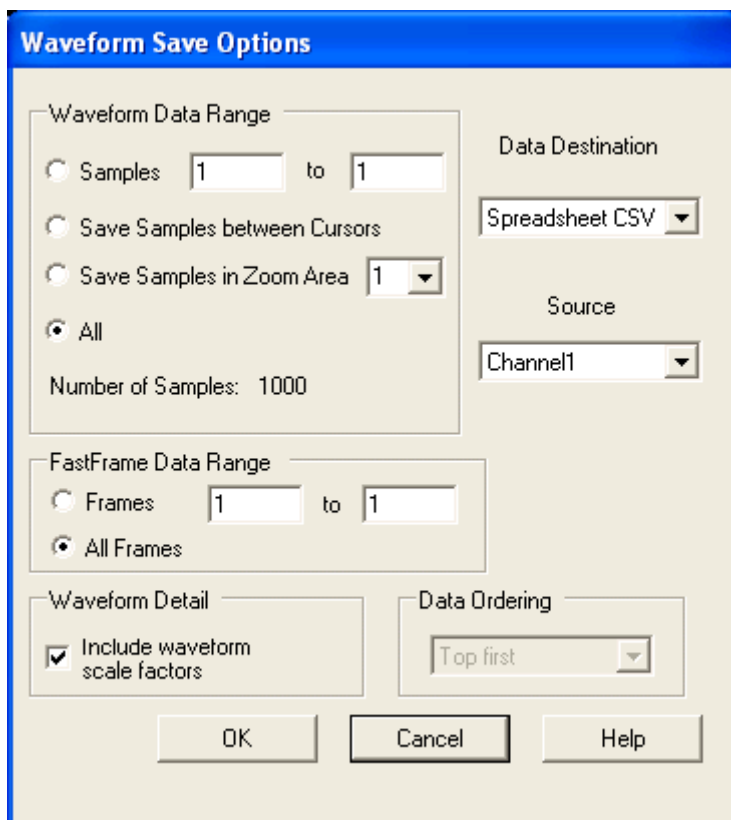 Waveform Save Options
Waveform Data Range
Samples 1 to 1
Save Samples between Cursors
Save Samples in Zoom Area 1
All
Number of Samples: 1000
Data Destination
Spreadsheet CSV
Source
Channel1
FastFrame Data Range
Frames 1 to 1
All Frames
Waveform Detail
Include waveform
scale factors
Data Ordering
Top first
OK Cancel Help